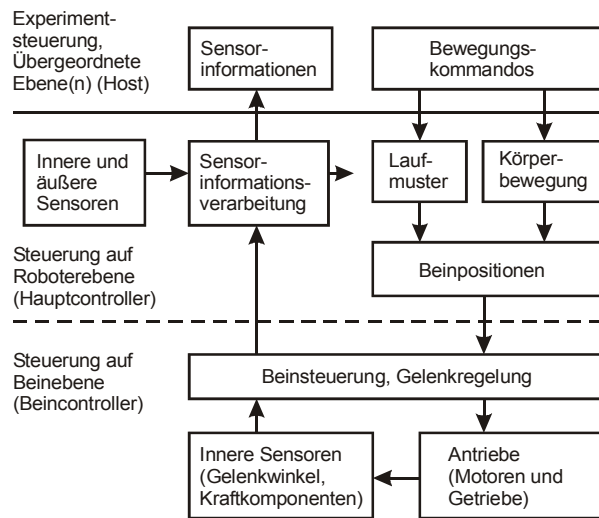 Experiment-
steuerung,
Übergeordnete
Ebene(n) (Host)
Sensor-
informationen
Bewegungs-
kommandos
Innere und
äußere
Sensoren
Sensor-
informations-
verarbeitung
Lauf-
muster
Körper-
bewegung
Steuerung auf
Roboterebene
(Hauptcontroller)
Beinpositionen
Steuerung auf
Beinebene
(Beincontroller)
Beinsteuerung, Gelenkregelung
Innere Sensoren
(Gelenkwinkel,
Kraftkomponenten)
Antriebe
(Motoren und
Getriebe)